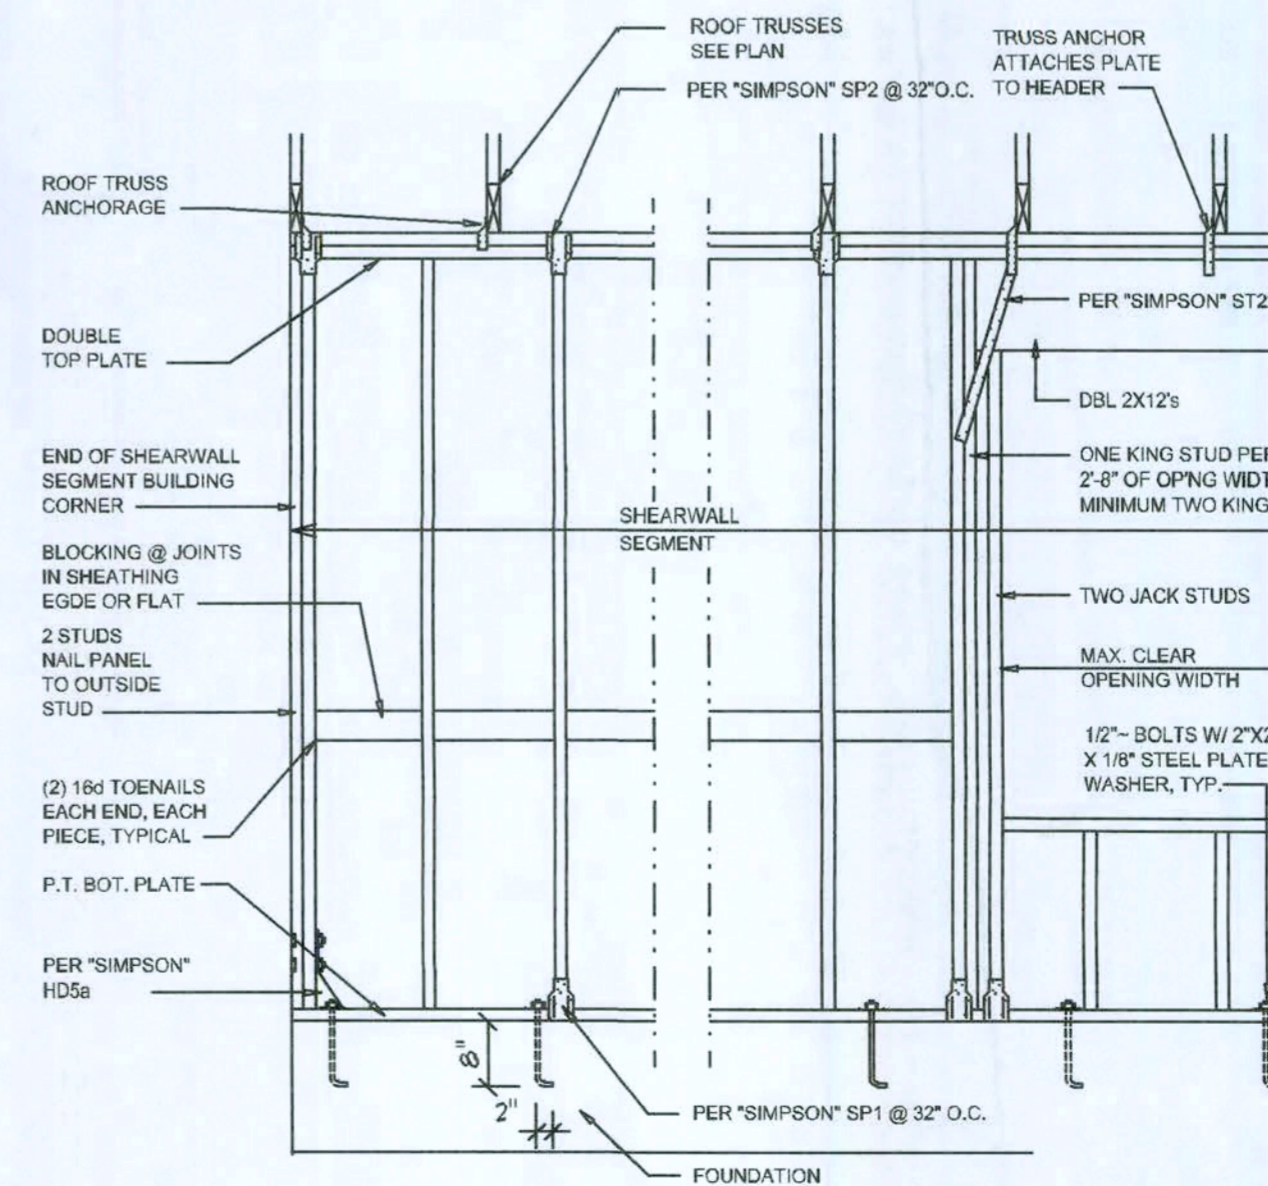 ROOF TRUSSES
SEE PLAN
PER "SIMPSON" SP2 @ 32"O.C.
TRUSS ANCHOR
ATTACHES PLATE
TO HEADER
ROOF TRUSS
ANCHORAGE
DOUBLE
TOP PLATE
PER "SIMPSON" ST2
DBL 2X12's
END OF SHEARWALL
SEGMENT BUILDING
CORNER
ONE KING STUD PER
2'-8" OF OP'NG WIDT
MINIMUM TWO KING
SHEARWALL
SEGMENT
BLOCKING @ JOINTS
IN SHEATHING
EGDE OR FLAT
TWO JACK STUDS
2 STUDS
NAIL PANEL
TO OUTSIDE
STUD
MAX. CLEAR
OPENING WIDTH
1/2"~ BOLTS W/ 2"X2
X 1/8" STEEL PLATE
WASHER, TYP.
(2) 16d TOENAILS
EACH END, EACH
PIECE, TYPICAL
P.T. BOT. PLATE
PER "SIMPSON"
HD5a
8"
2"
PER "SIMPSON" SP1 @ 32" O.C.
FOUNDATION